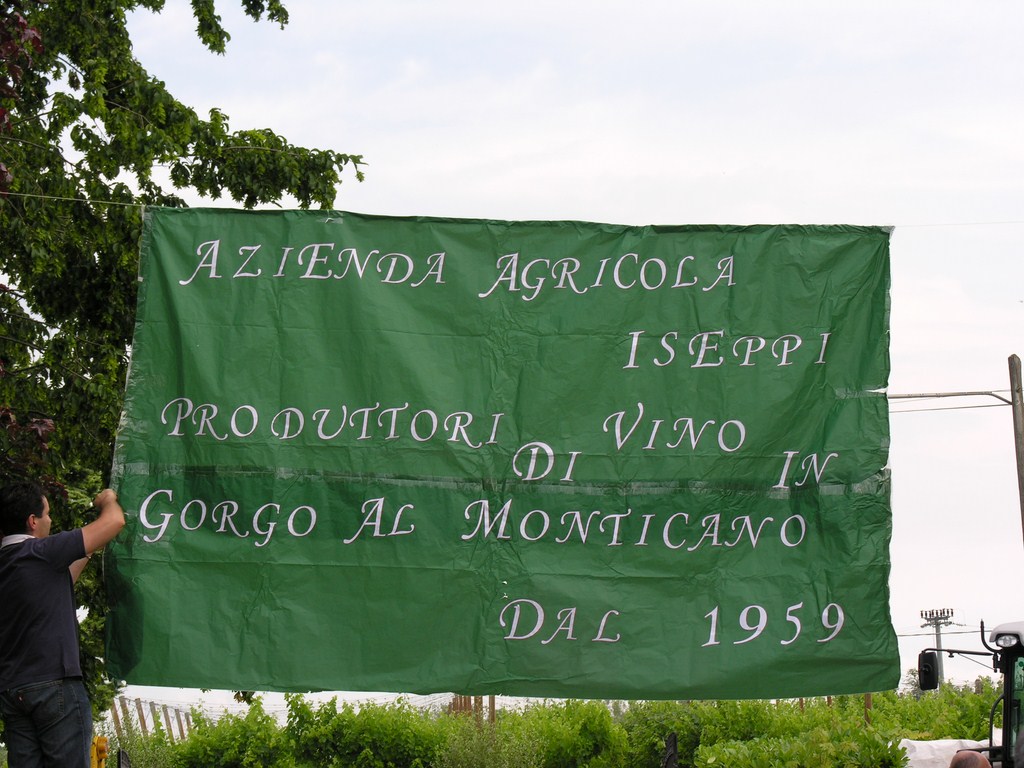 AZIENDA AGRICOLA
ISEPPI
PRODUTTORI DI VINO IN
GORGO AL MONTICANO
DAL 1959